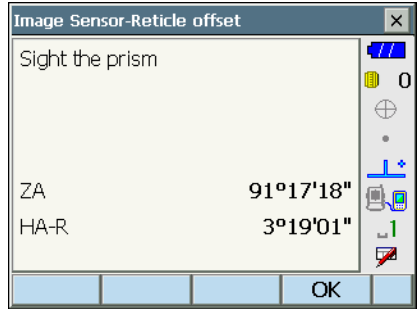 Image Sensor-Reticle offset
Sight the prism
0
ZA 91°17'18"
HA-R 3°19'01"
1
OK